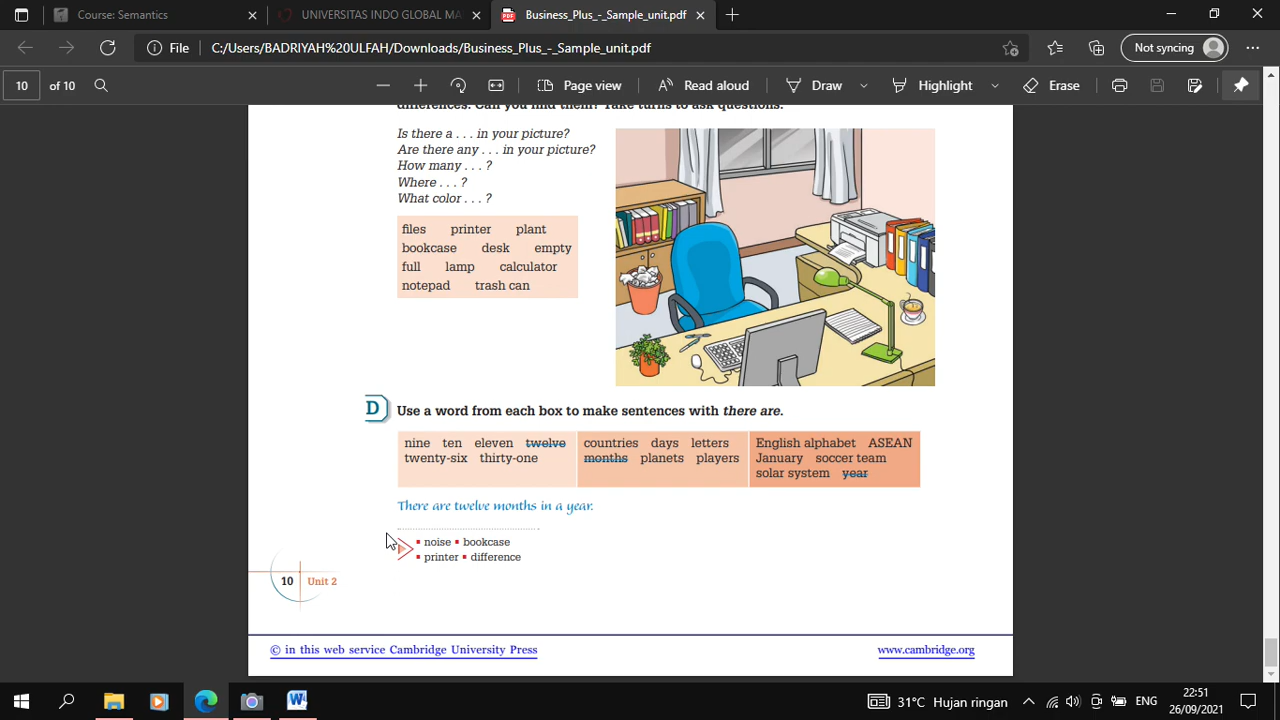 Course: Semantics
UNIVERSITAS INDO GLOBAL MA
Business_Plus_-_Sample_unit.pdf
File
C:/Users/BADRIYAH%20ULFAH/Downloads/Business_Plus_-_Sample_unit.pdf
Not syncing
10 of 10
Page view
Read aloud
Draw
Highlight
Erase
differences. Can you find them? Take turns to ask questions.
Is there a . . . in your picture?
Are there any . . . in your picture?
How many . . . ?
Where . . . ?
What color . . . ?
files printer plant
bookcase desk empty
full lamp calculator
notepad trash can
D Use a word from each box to make sentences with there are.
nine ten eleven twelve
twenty-six thirty-one
countries days letters
months planets players
English alphabet ASEAN
January soccer team
solar system year
There are twelve months in a year.
▪ noise ▪ bookcase
▪ printer ▪ difference
10 Unit 2
© in this web service Cambridge University Press
www.cambridge.org
31°C Hujan ringan
ENG
22:51
26/09/2021